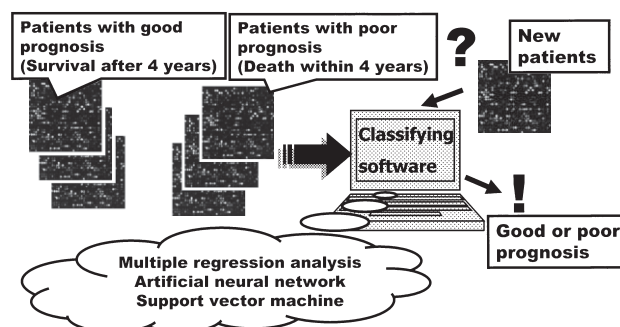 Patients with good
prognosis
(Survival after 4 years)
Patients with poor
prognosis
(Death within 4 years)
?
New
patients
Classifying
software
!
Good or poor
prognosis
Multiple regression analysis
Artificial neural network
Support vector machine